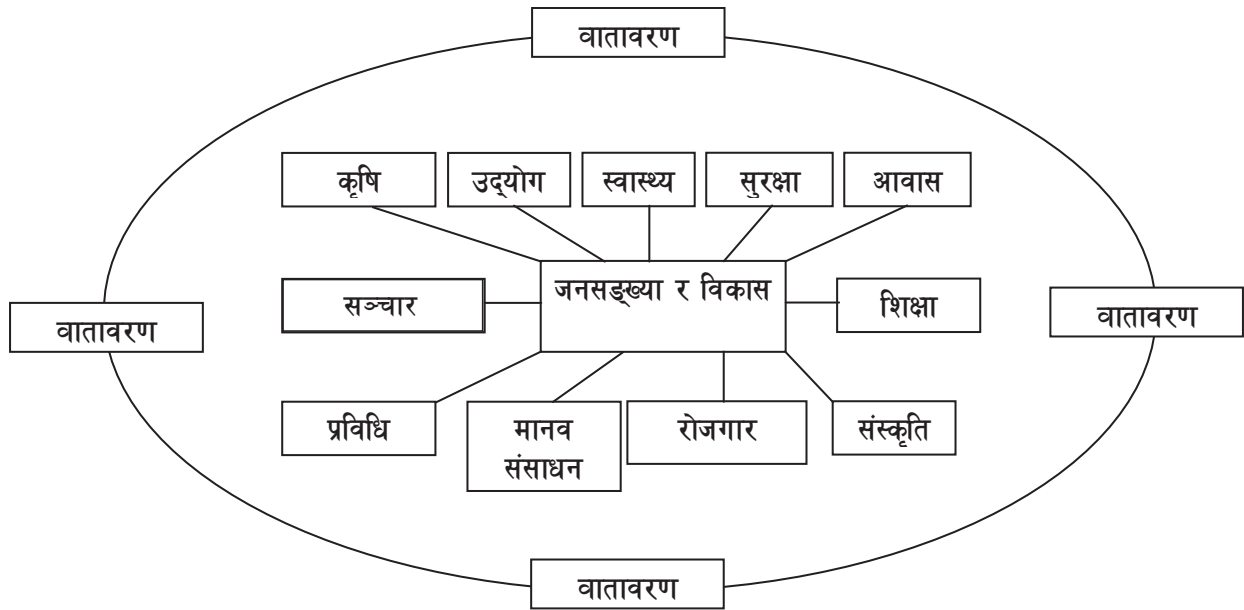 वातावरण
कृषि
उद्‌योग
स्वास्थ्य
सुरक्षा
आवास
जनसङ्ख्या र विकास
सञ्चार
शिक्षा
वातावरण
वातावरण
प्रविधि
मानव
संसाधन
रोजगार
संस्कृति
वातावरण